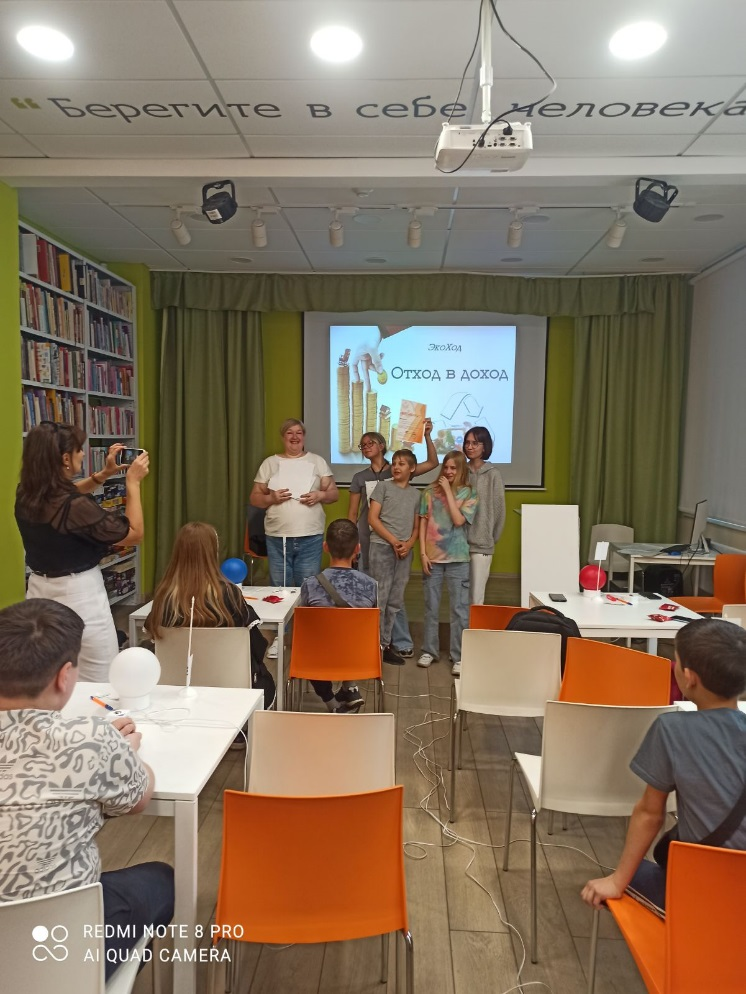 “ Берегите в себе человека
ЭкоХод
Отход в доход
REDMI NOTE 8 PRO
AI QUAD CAMERA